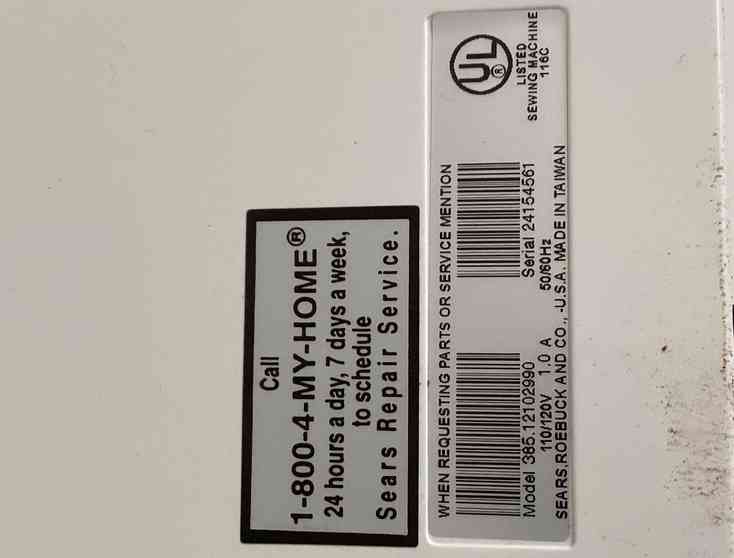 Call
1-800-4-MY-HOME®
24 hours a day, 7 days a week,
to schedule
Sears Repair Service.
WHEN REQUESTING PARTS OR SERVICE MENTION
Model 385.12102990 Serial 24154561
110/120V 1.0 A 50/60Hz
SEARS,ROEBUCK AND CO., -U.S.A. MADE IN TAIWAN
UL®
LISTED
SEWING MACHINE
116C